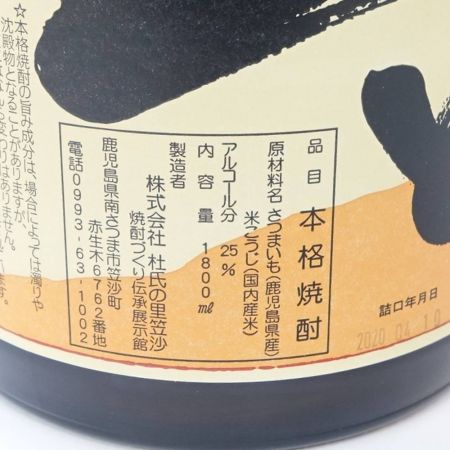 品目 本格焼酎
原材料名 さつまいも(鹿児島県産)
米こうじ(国内産米)
アルコール分 25%
内容量 1800㎖
製造者
株式会社 杜氏の里笠沙
焼酎づくり伝承展示館
鹿児島県南さつま市笠沙町
赤生木6762番地
電話0993-63-1002
☆本格焼酎の旨み成分は、場合によっては濁りや
沈殿物となることがありますが、
詰口年月日
2020 04 10